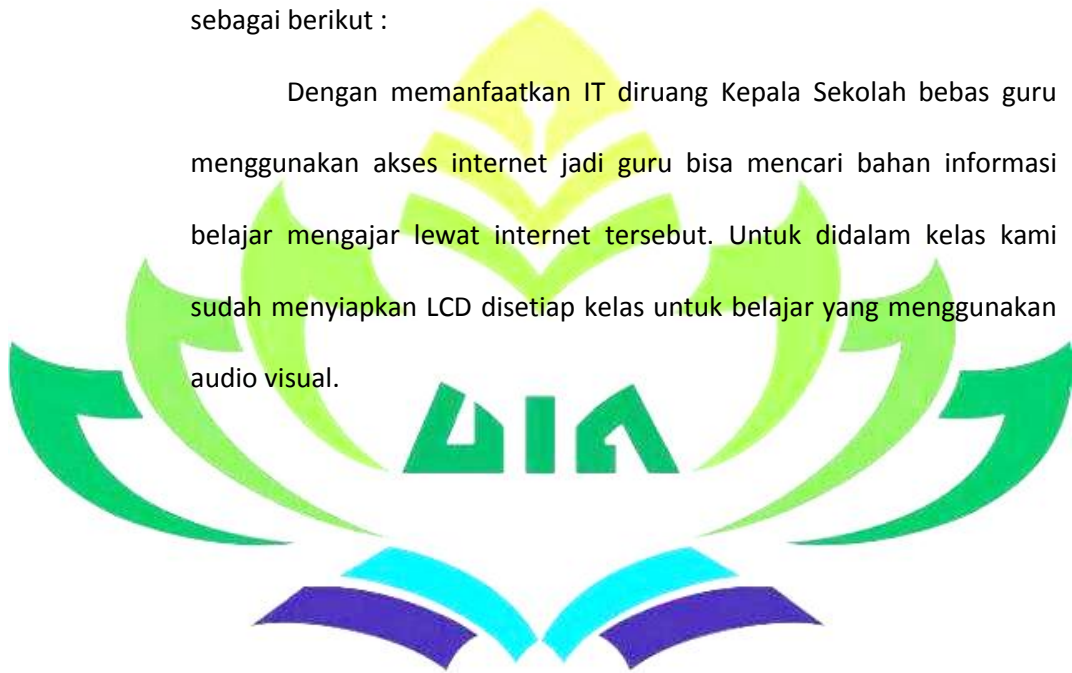 sebagai berikut :
Dengan memanfaatkan IT diruang Kepala Sekolah bebas guru
menggunakan akses internet jadi guru bisa mencari bahan informasi
belajar mengajar lewat internet tersebut. Untuk didalam kelas kami
sudah menyiapkan LCD disetiap kelas untuk belajar yang menggunakan
audio visual.